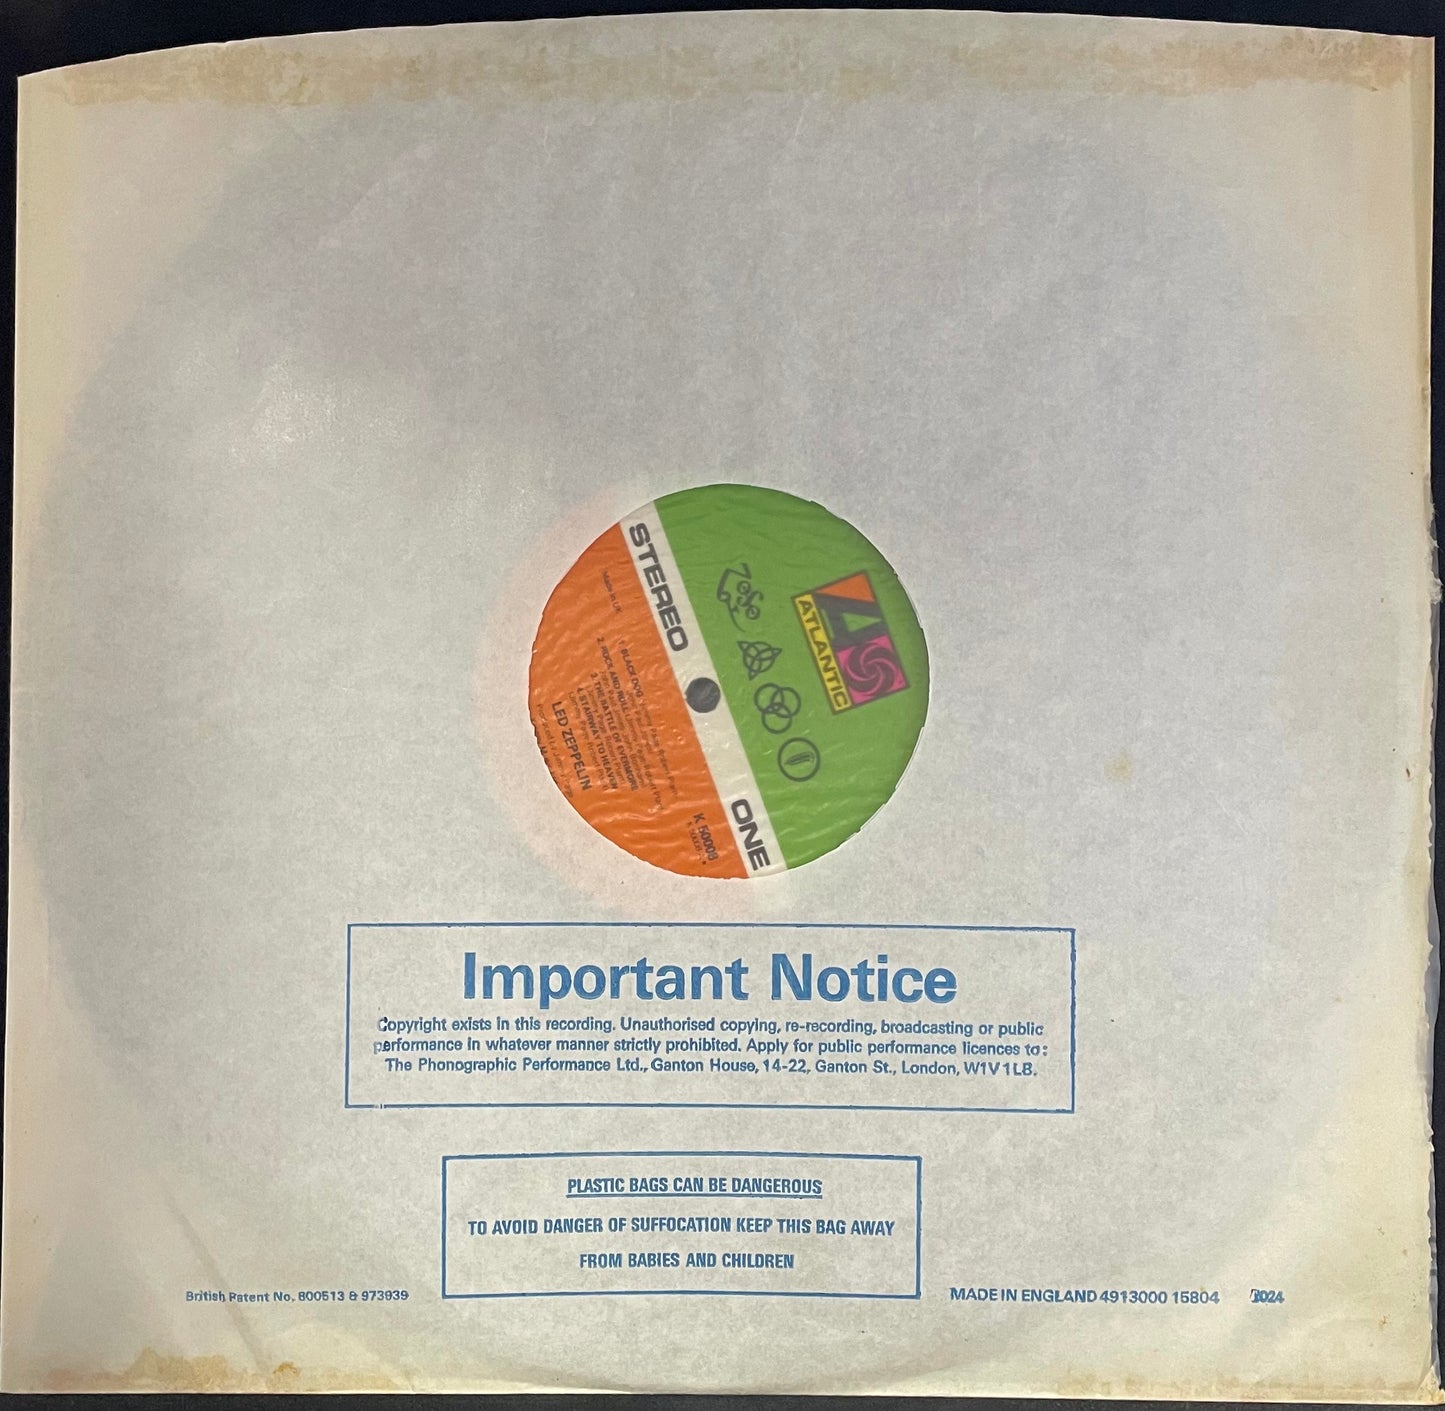 ATLANTIC
STEREO
ONE
Made in UK
K 50008
1. BLACK DOG
2. ROCK AND ROLL
3. THE BATTLE OF EVERMORE
4. STAIRWAY TO HEAVEN
LED ZEPPELIN
Important Notice
Copyright exists in this recording. Unauthorised copying, re-recording, broadcasting or public
performance in whatever manner strictly prohibited. Apply for public performance licences to:
The Phonographic Performance Ltd., Ganton House, 14-22, Ganton St., London, W1V 1LB.
PLASTIC BAGS CAN BE DANGEROUS
TO AVOID DANGER OF SUFFOCATION KEEP THIS BAG AWAY
FROM BABIES AND CHILDREN
British Patent No. 800513 & 973939
MADE IN ENGLAND 4913000 15804